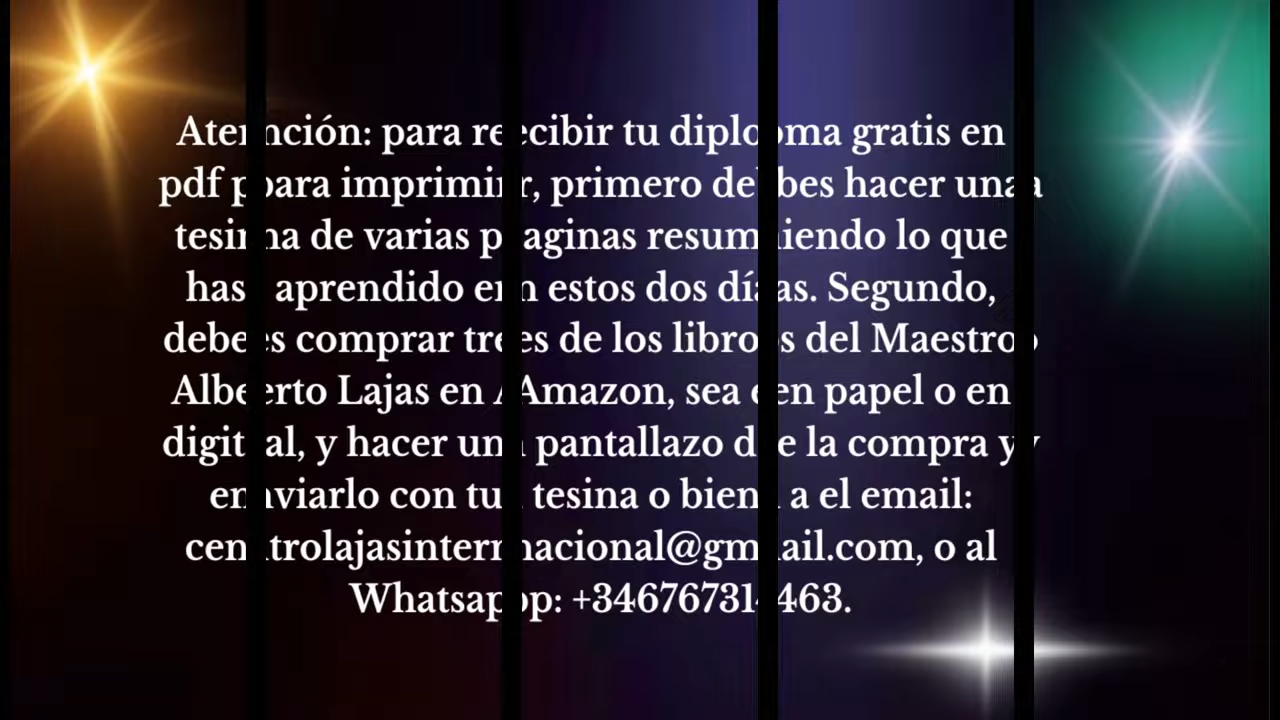 Atención: para recibir tu diploma gratis en
pdf para imprimir, primero debes hacer una
tesina de varias paginas resumiendo lo que
has aprendido en estos dos días. Segundo,
debes comprar tres de los libros del Maestro
Alberto Lajas en Amazon, sea en papel o en
digital, y hacer un pantallazo de la compra y
enviarlo con tu tesina o bien a el email:
centrolajasinternacional@gmail.com, o al
Whatsapp: +34676731463.